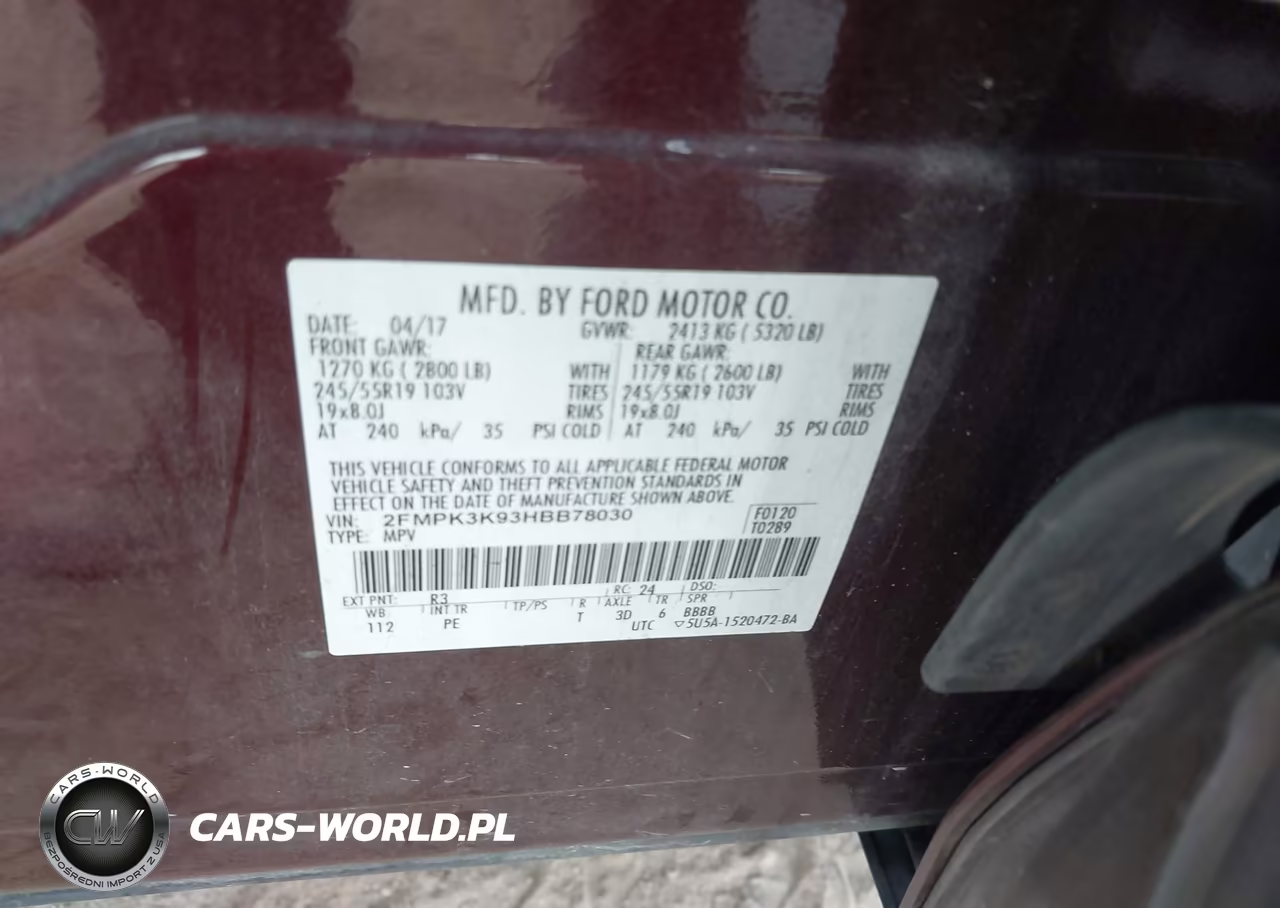 MFD. BY FORD MOTOR CO.
DATE: 04/17 GVWR: 2413 KG ( 5320 LB)
FRONT GAWR: REAR GAWR:
1270 KG ( 2800 LB) WITH 1179 KG ( 2600 LB) WITH
245/55R19 103V TIRES 245/55R19 103V TIRES
19x8.0J RIMS 19x8.0J RIMS
AT 240 kPa/ 35 PSI COLD AT 240 kPa/ 35 PSI COLD
THIS VEHICLE CONFORMS TO ALL APPLICABLE FEDERAL MOTOR
VEHICLE SAFETY AND THEFT PREVENTION STANDARDS IN
EFFECT ON THE DATE OF MANUFACTURE SHOWN ABOVE.
VIN: 2FMPK3K93HBB78030 F0120
TYPE: MPV T0289
EXT PNT: R3 RC: 24 DSO:
WB INT TR TP/PS R AXLE TR SPR
112 PE T 3D 6 BBBB
UTC ▽5U5A-1520472-BA
CARS-WORLD
CW
BEZPOŚREDNI IMPORT Z USA
CARS-WORLD.PL